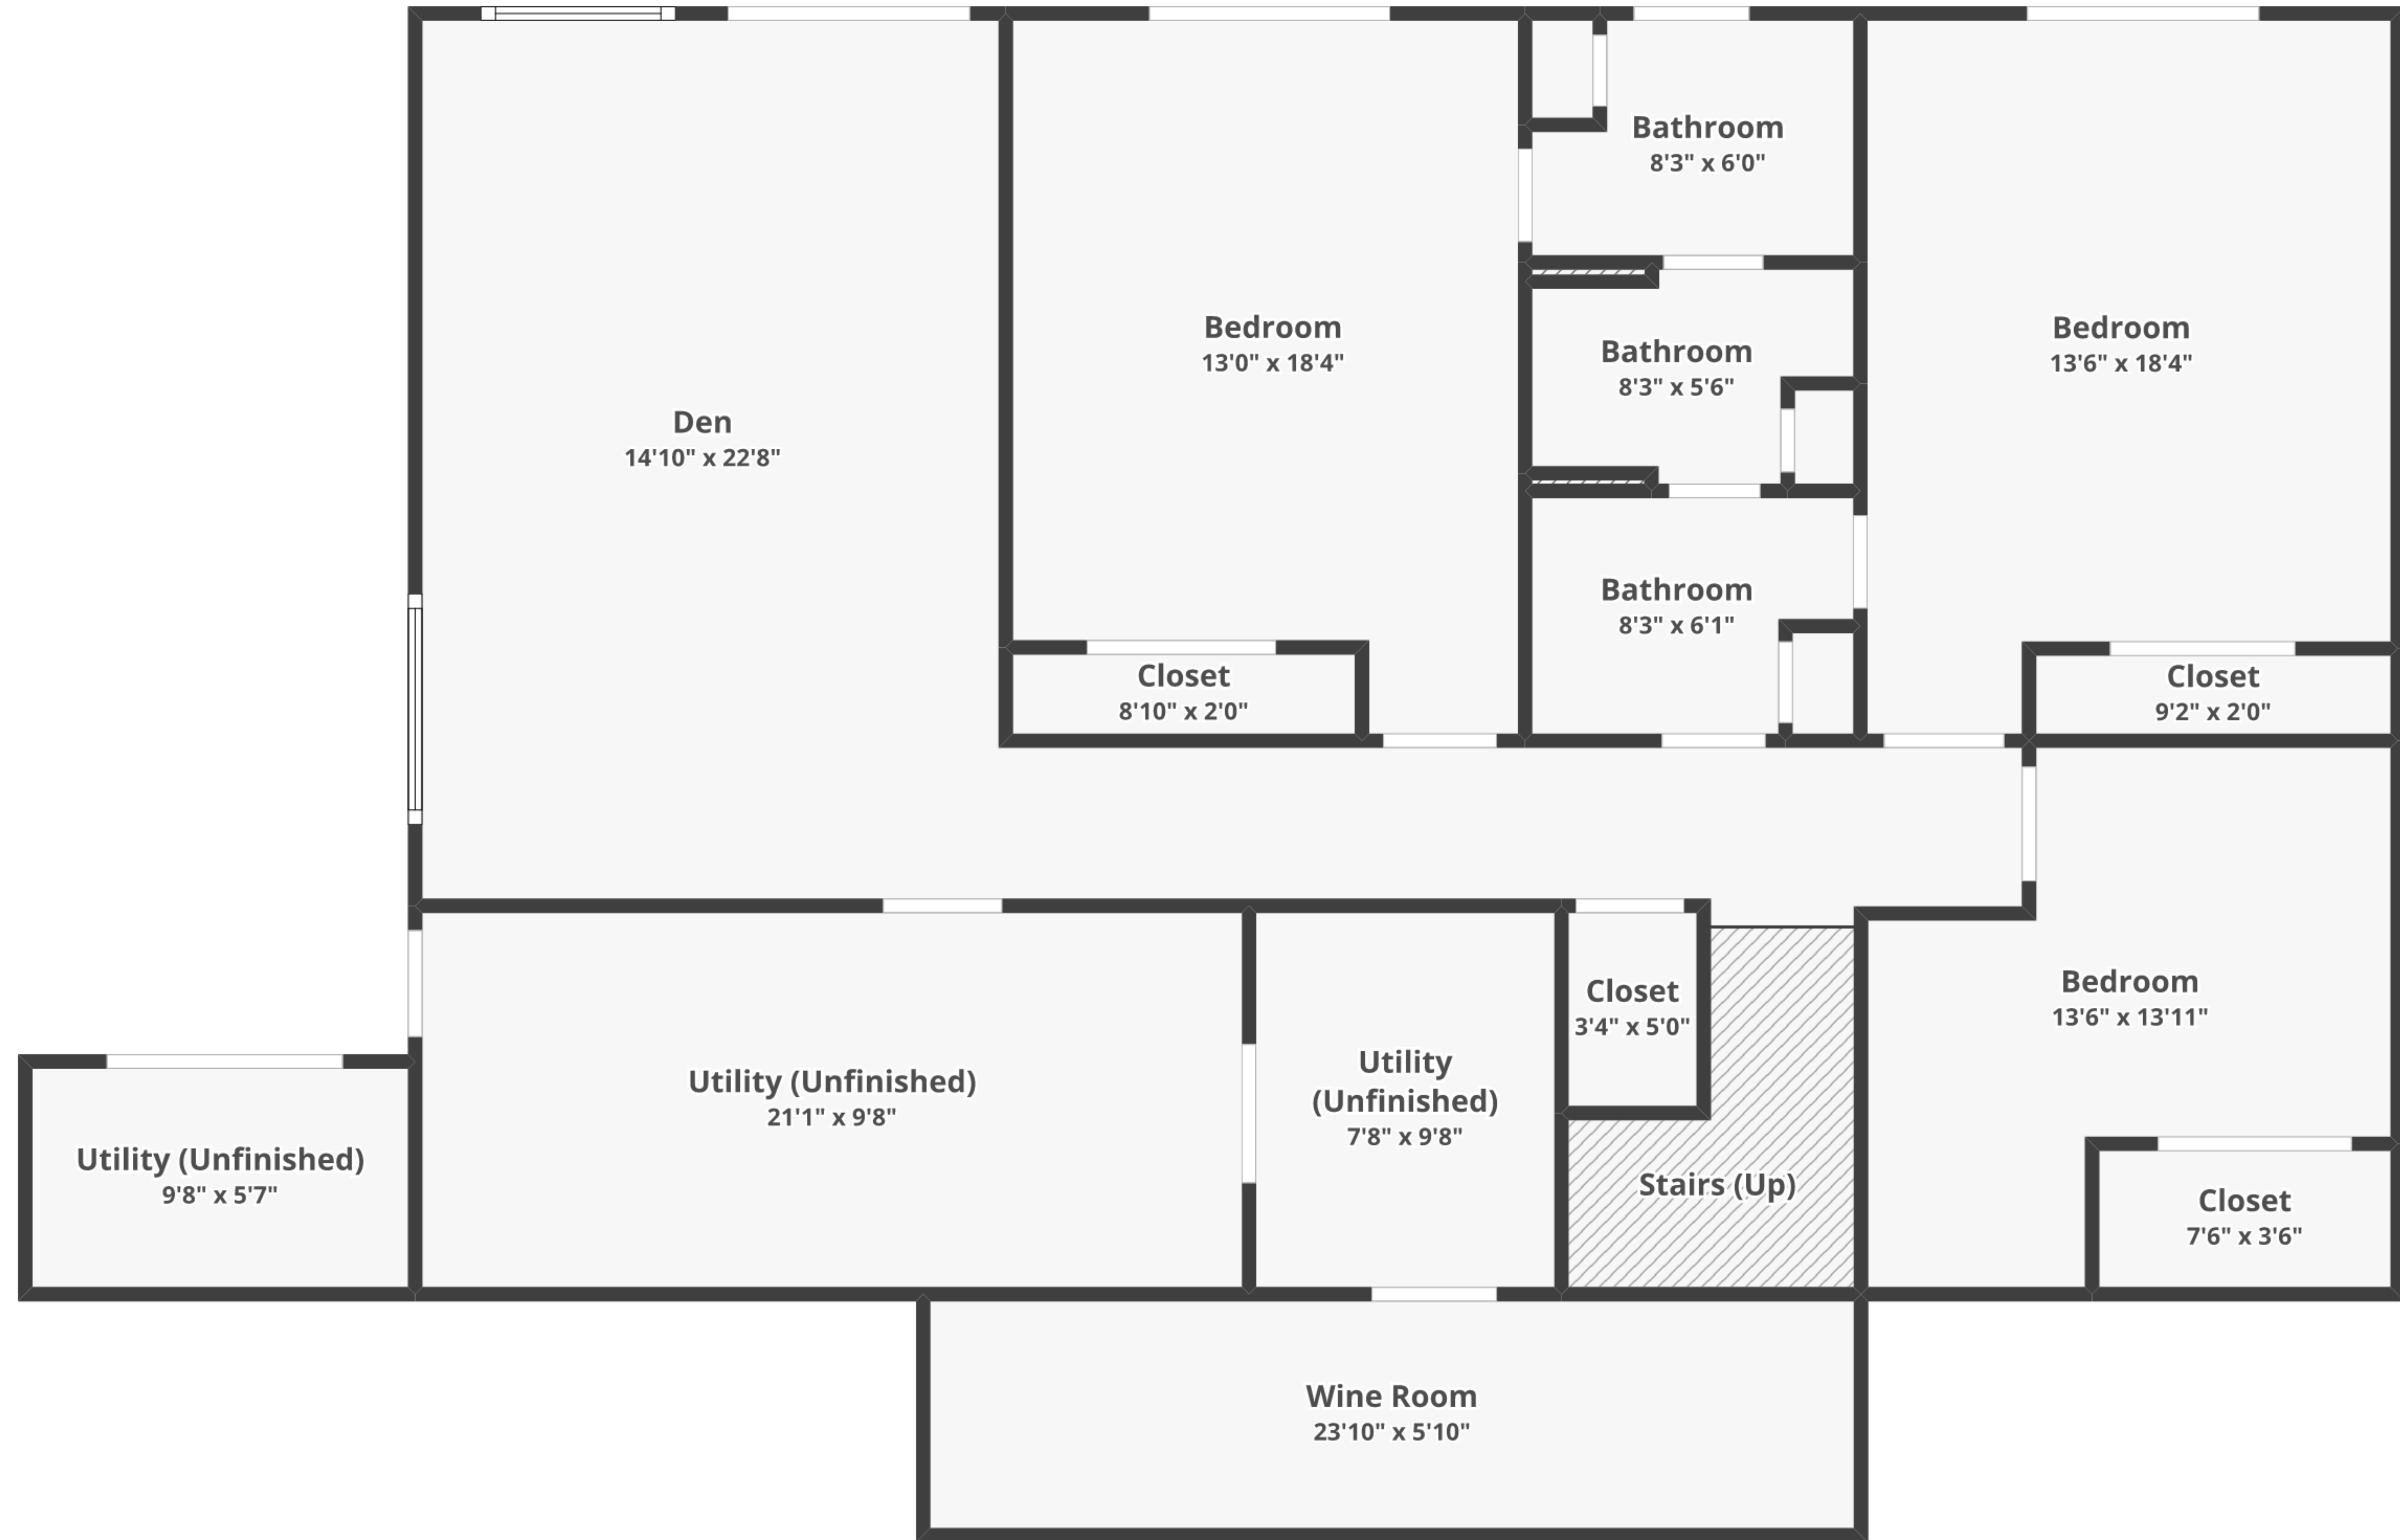 Bathroom
8'3" x 6'0"
Bedroom
13'0" x 18'4"
Bedroom
13'6" x 18'4"
Bathroom
8'3" x 5'6"
Den
14'10" x 22'8"
Bathroom
8'3" x 6'1"
Closet
8'10" x 2'0"
Closet
9'2" x 2'0"
Closet
3'4" x 5'0"
Bedroom
13'6" x 13'11"
Utility (Unfinished)
21'1" x 9'8"
Utility
(Unfinished)
7'8" x 9'8"
Utility (Unfinished)
9'8" x 5'7"
Stairs (Up)
Closet
7'6" x 3'6"
Wine Room
23'10" x 5'10"